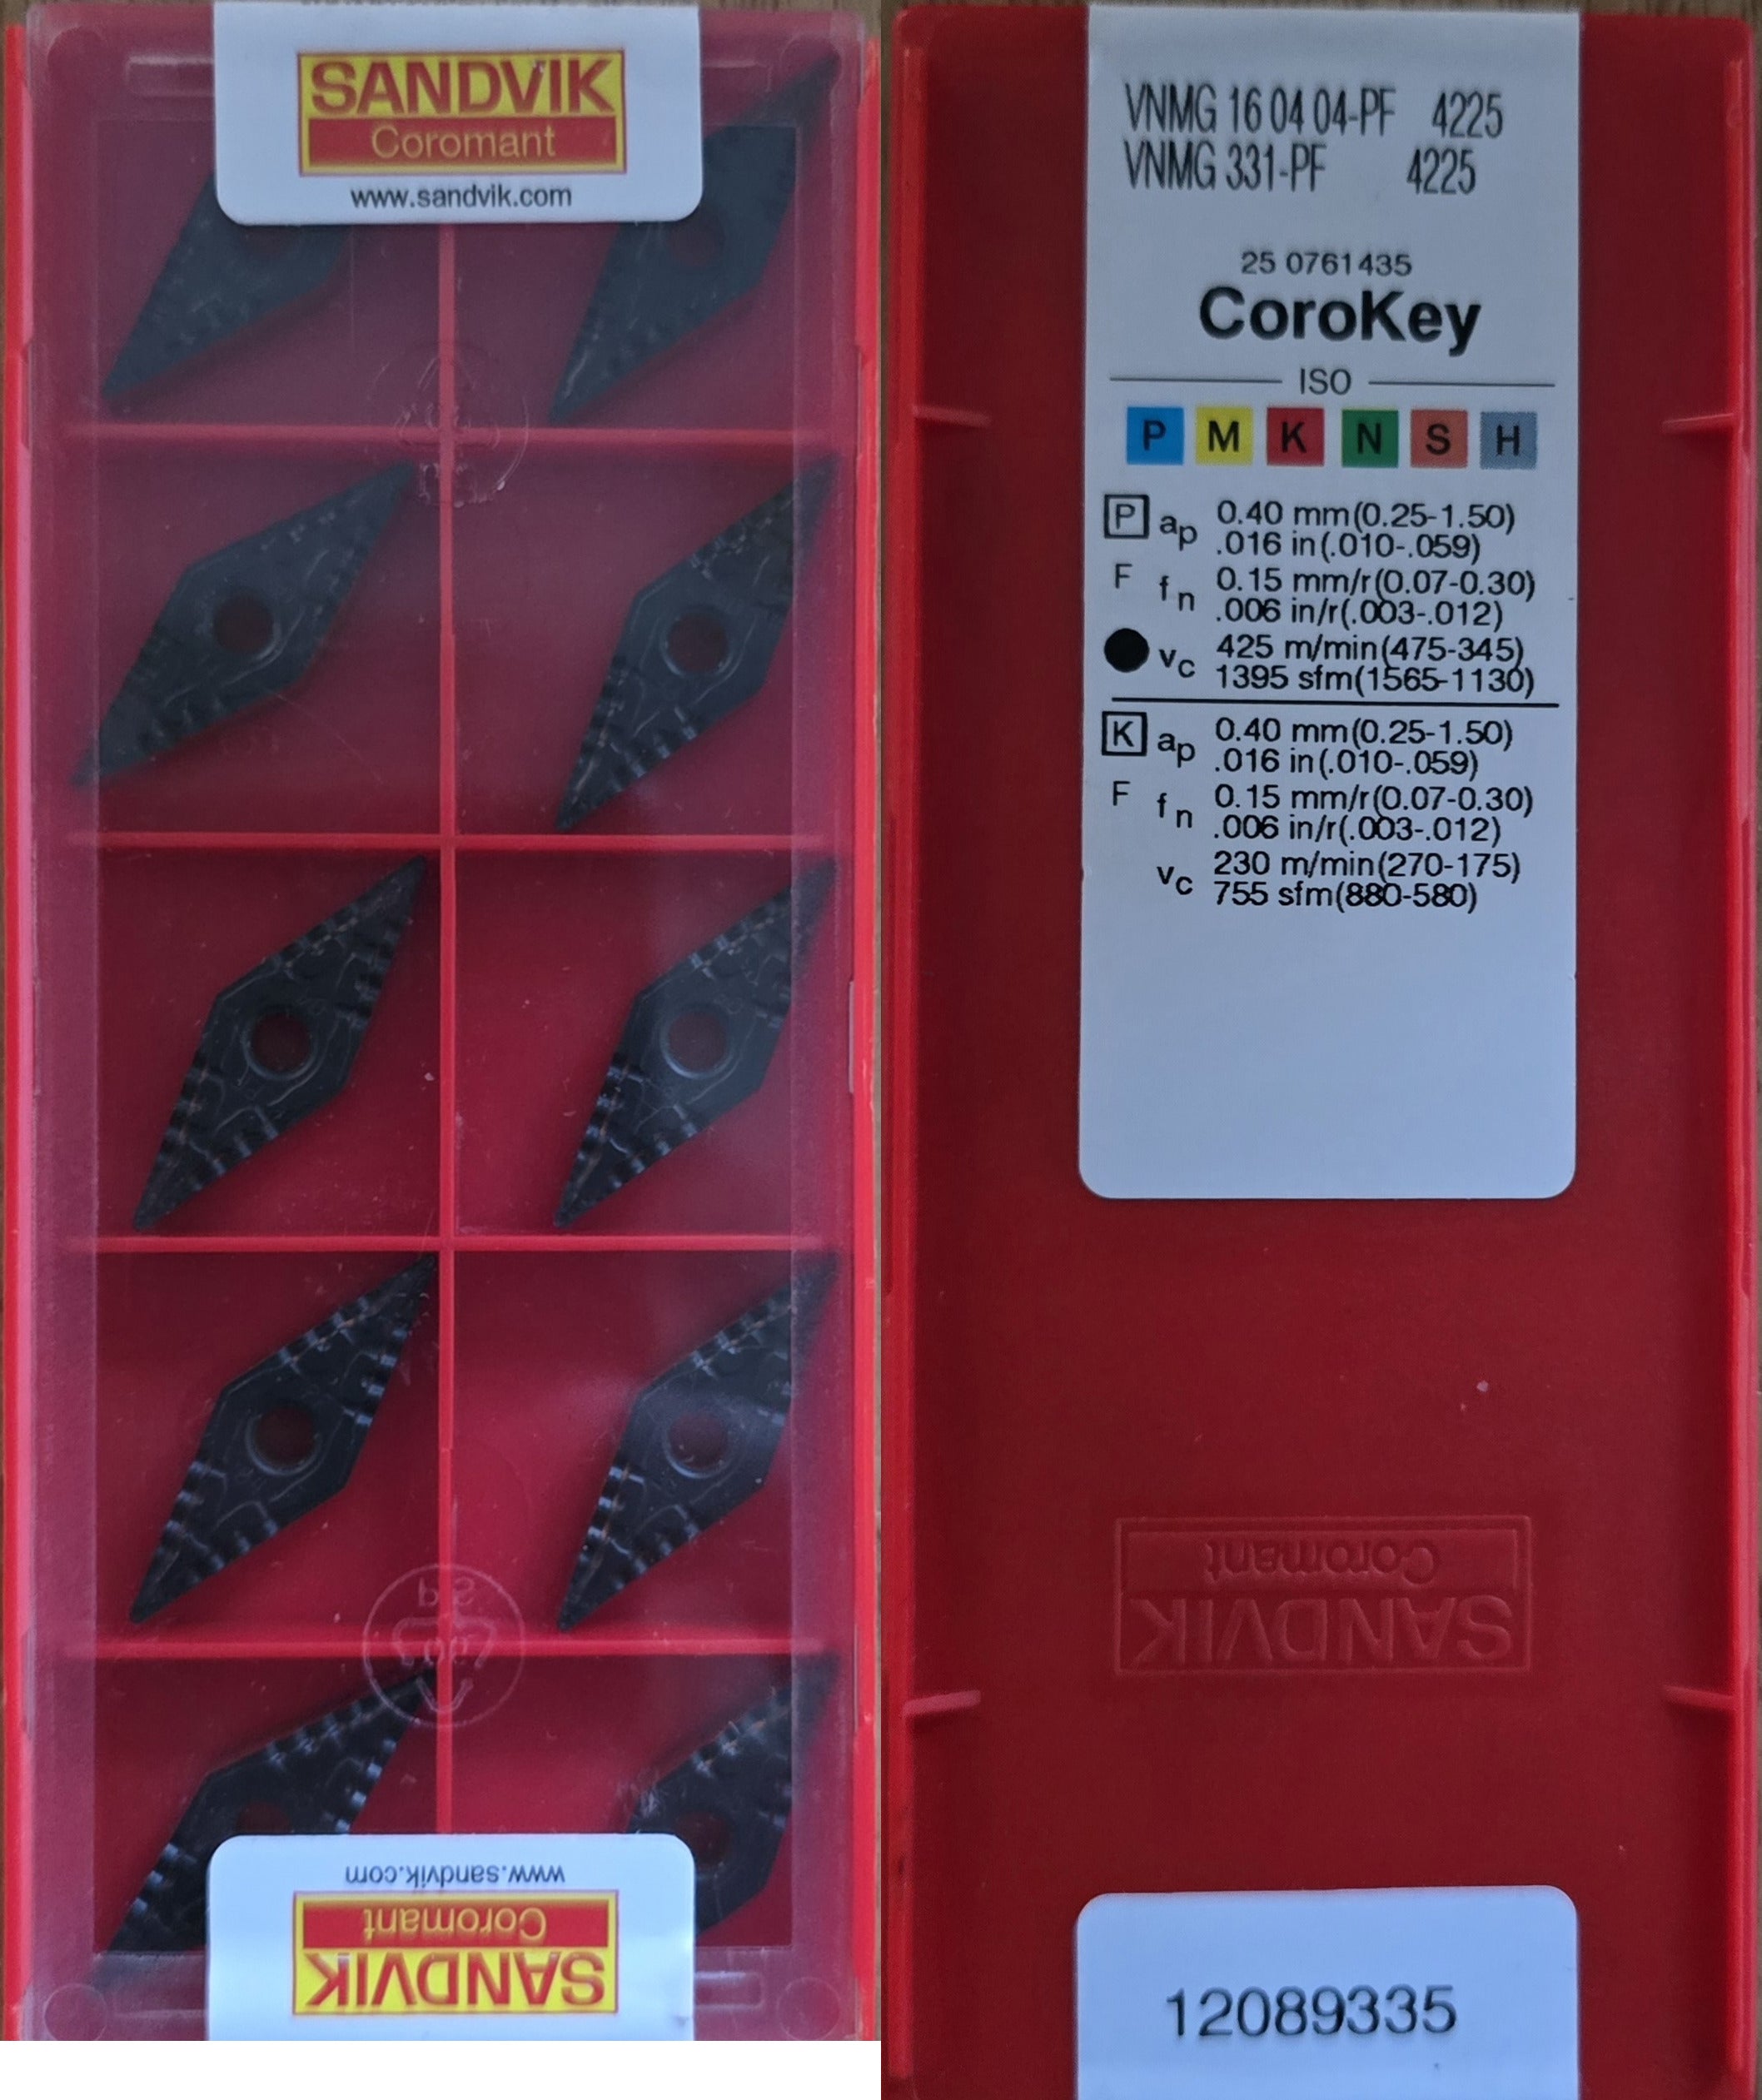 SANDVIK
Coromant
www.sandvik.com
www.sandvik.com
Coromant
SANDVIK
VNMG 16 04 04-PF 4225
VNMG 331-PF 4225
25 0761435
CoroKey
ISO
P M K N S H
P ap 0.40 mm(0.25-1.50)
.016 in(.010-.059)
F fn 0.15 mm/r(0.07-0.30)
.006 in/r(.003-.012)
vc 425 m/min(475-345)
1395 sfm(1565-1130)
K ap 0.40 mm(0.25-1.50)
.016 in(.010-.059)
F fn 0.15 mm/r(0.07-0.30)
.006 in/r(.003-.012)
vc 230 m/min(270-175)
755 sfm(880-580)
SANDVIK
Coromant
12089335